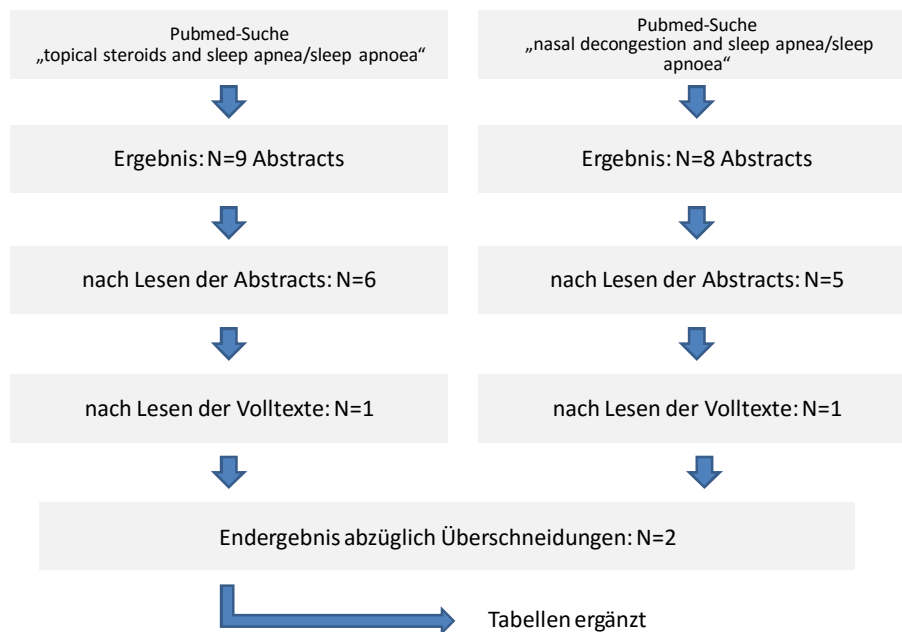 Pubmed-Suche
„topical steroids and sleep apnea/sleep apnoea“
Ergebnis: N=9 Abstracts
nach Lesen der Abstracts: N=6
nach Lesen der Volltexte: N=1
Pubmed-Suche
„nasal decongestion and sleep apnea/sleep
apnoea“
Ergebnis: N=8 Abstracts
nach Lesen der Abstracts: N=5
nach Lesen der Volltexte: N=1
Endergebnis abzüglich Überschneidungen: N=2
Tabellen ergänzt